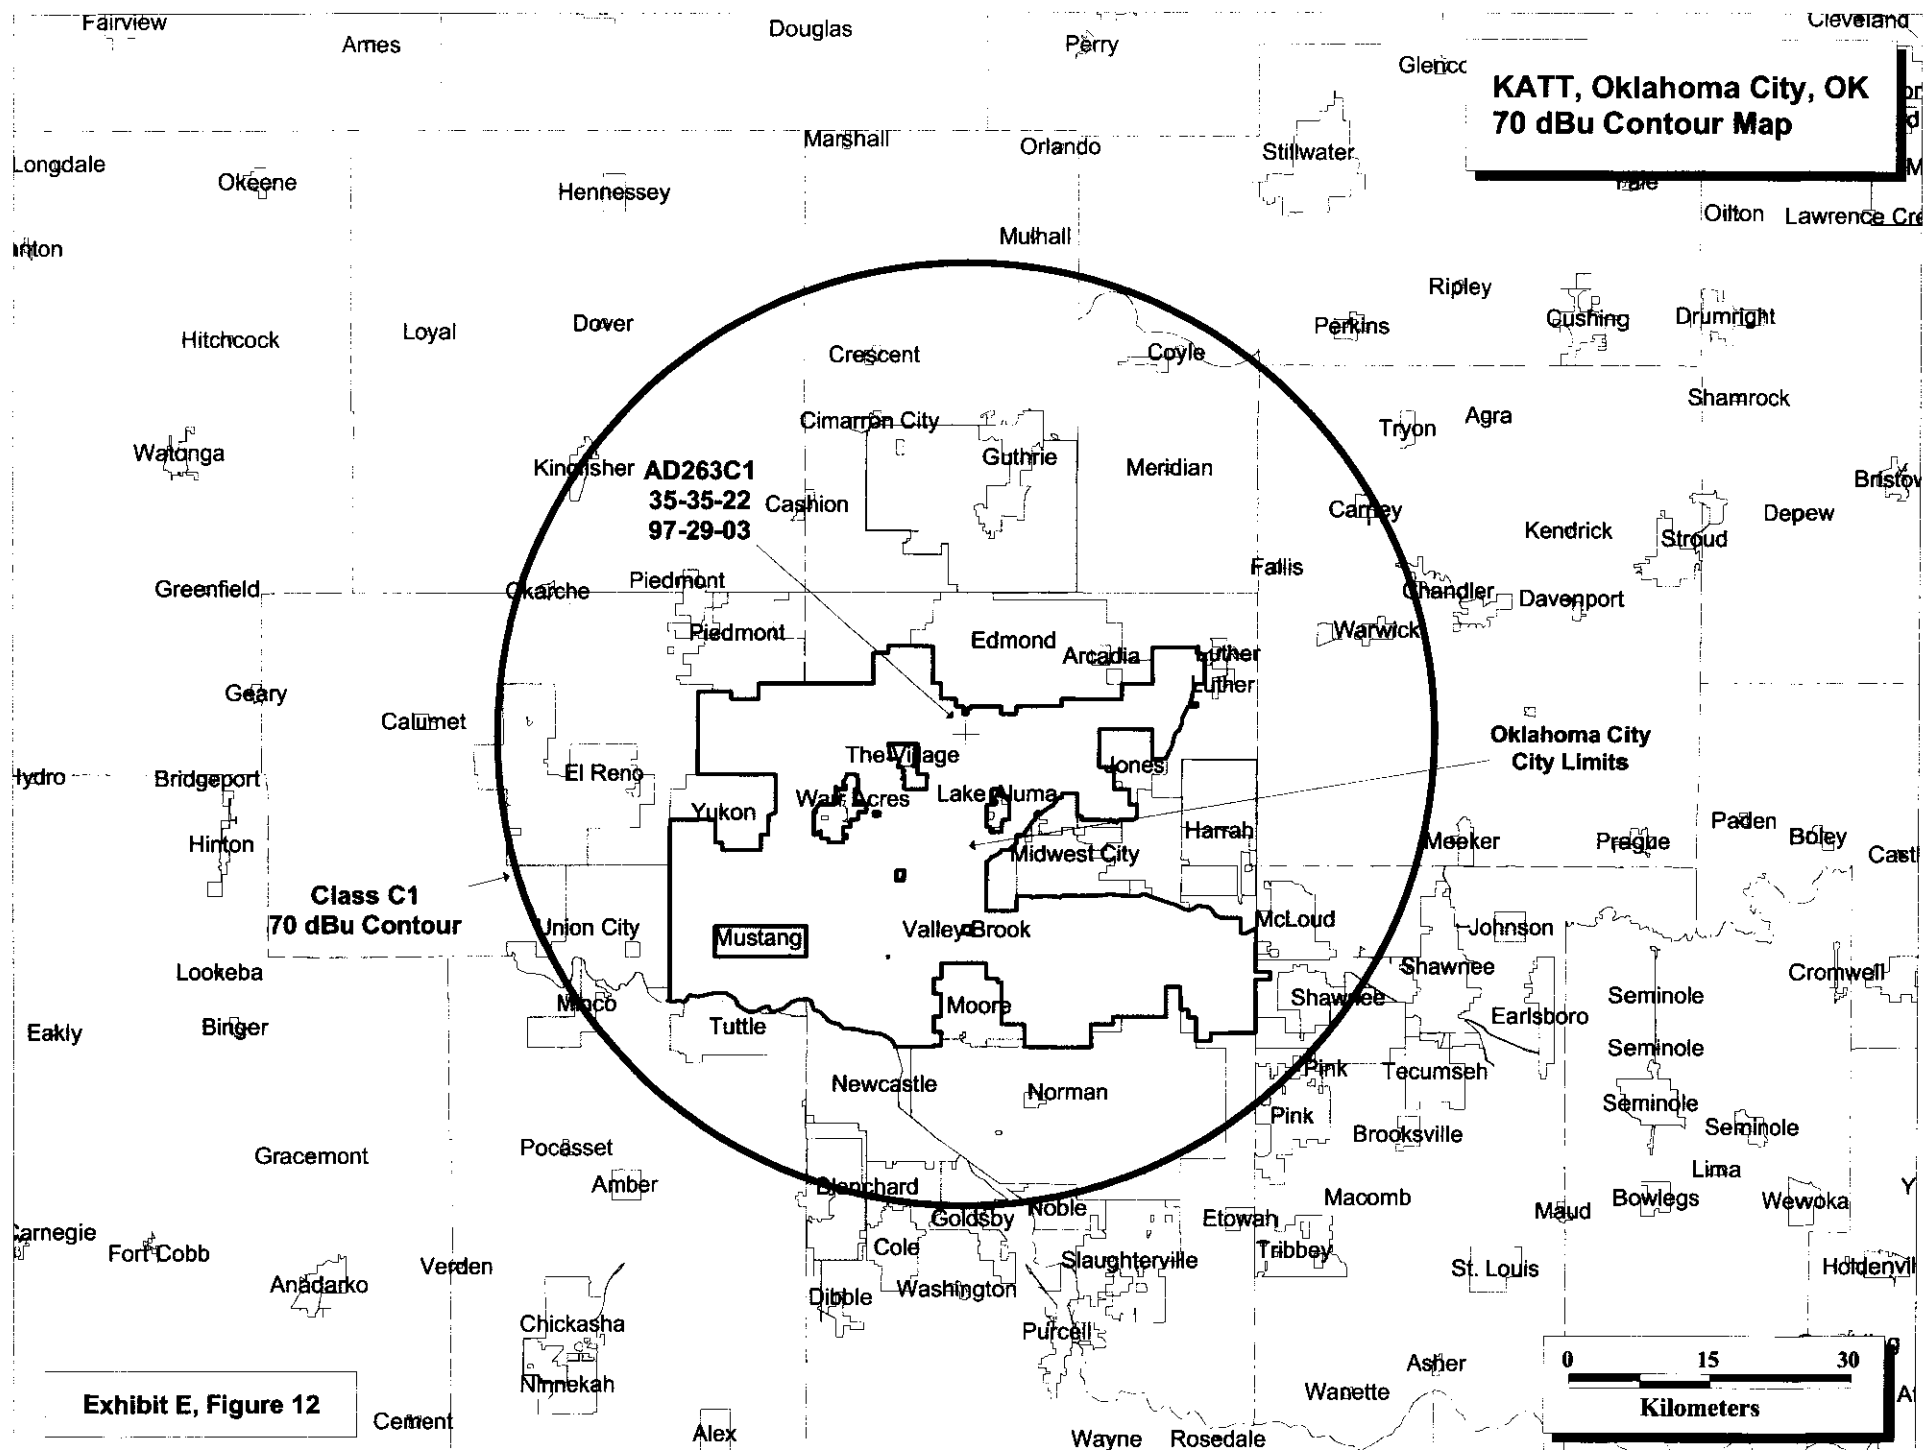 Fairview
Ames
Douglas
Perry
Cleveland
Glenco
KATT, Oklahoma City, OK
70 dBu Contour Map
Longdale
Okeene
Hennessey
Marshall
Orlando
Stillwater
Yale
Oilton
Lawrence Cre
Mulhall
Hitchcock
Loyal
Dover
Crescent
Coyle
Ripley
Perkins
Cushing
Drumright
Shamrock
Cimarron City
Tryon
Agra
Watonga
Kingfisher
AD263C1
35-35-22
97-29-03
Cashion
Guthrie
Meridian
Carney
Kendrick
Stroud
Depew
Bristow
Greenfield
Okarche
Piedmont
Piedmont
Edmond
Arcadia
Luther
Luther
Fallis
Chandler
Davenport
Warwick
Geary
Calumet
Oklahoma City
City Limits
Bridgeport
El Reno
The Village
Jones
Yukon
Warr Acres
Lake Aluma
Midwest City
Harrah
Hinton
Meeker
Prague
Paden
Boley
Castl
Class C1
70 dBu Contour
Union City
Mustang
Valley Brook
McLoud
Johnson
Lookeba
Shawnee
Shawnee
Cromwell
Minco
Moore
Seminole
Earlsboro
Eakly
Binger
Tuttle
Seminole
Newcastle
Norman
Pink
Tecumseh
Pink
Seminole
Brooksville
Seminole
Gracemont
Pocasset
Amber
Blanchard
Lima
Macomb
Bowlegs
Wewoka
Goldsby
Noble
Etowah
Maud
Carnegie
Fort Cobb
Cole
Slaughterville
Tribbey
Verden
St. Louis
Holdenvil
Anadarko
Dibble
Washington
Chickasha
Purcell
Asher
0 15 30
Kilometers
Ninnekah
Wanette
Exhibit E, Figure 12
Cement
Alex
Wayne
Rosedale